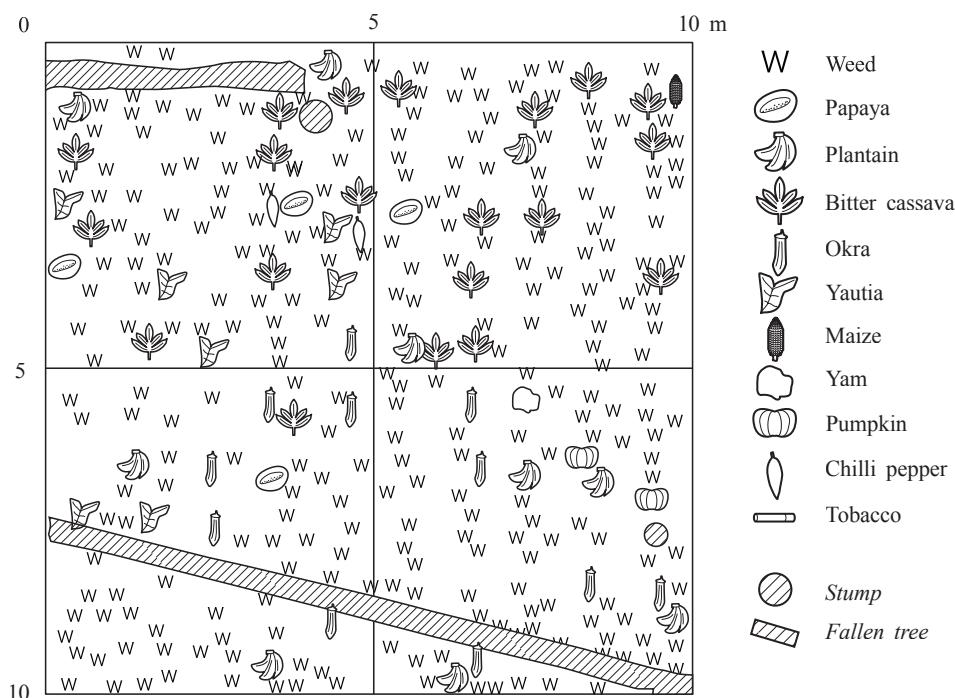 0 5 10 m
5
10
Weed
Papaya
Plantain
Bitter cassava
Okra
Yautia
Maize
Yam
Pumpkin
Chilli pepper
Tobacco
Stump
Fallen tree